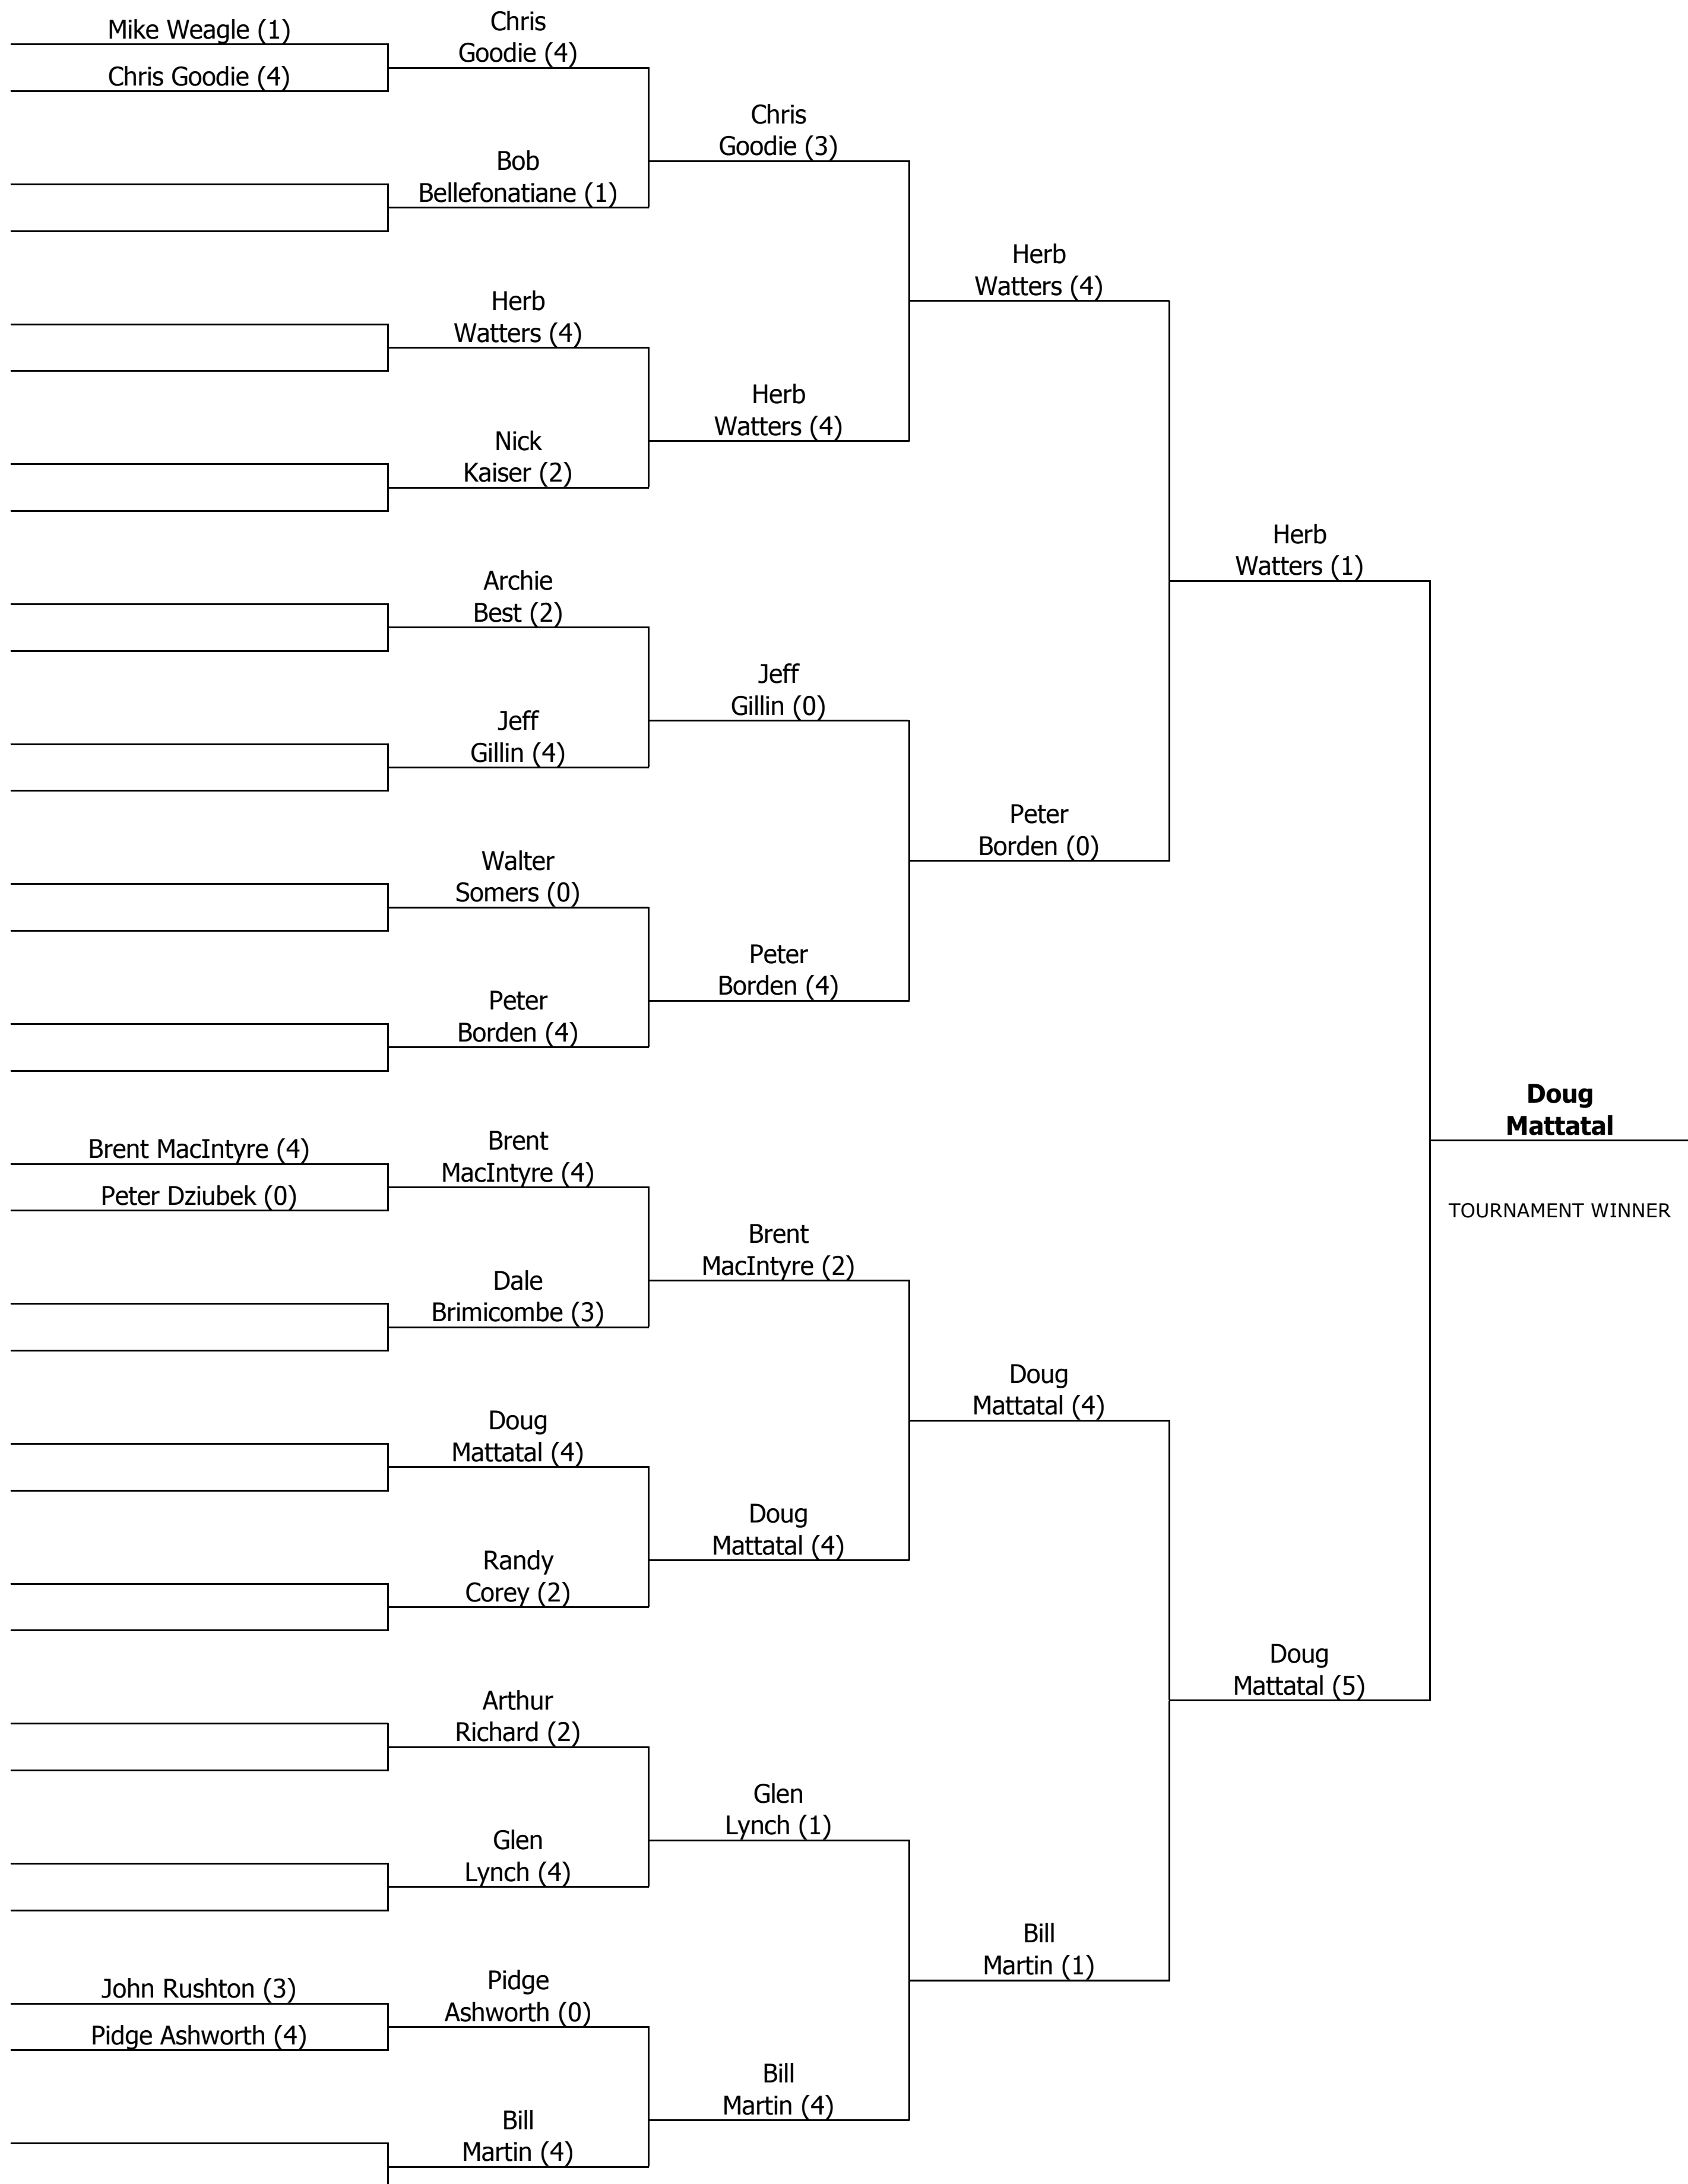 Mike Weagle (1)
Chris Goodie (4)
Brent MacIntyre (4)
Peter Dziubek (0)
John Rushton (3)
Pidge Ashworth (4)
Chris
Goodie (4)
Bob
Bellefonatiane (1)
Herb
Watters (4)
Nick
Kaiser (2)
Archie
Best (2)
Jeff
Gillin (4)
Walter
Somers (0)
Peter
Borden (4)
Brent
MacIntyre (4)
Dale
Brimicombe (3)
Doug
Mattatal (4)
Randy
Corey (2)
Arthur
Richard (2)
Glen
Lynch (4)
Pidge
Ashworth (0)
Bill
Martin (4)
Chris
Goodie (3)
Herb
Watters (4)
Jeff
Gillin (0)
Peter
Borden (4)
Brent
MacIntyre (2)
Doug
Mattatal (4)
Glen
Lynch (1)
Bill
Martin (4)
Herb
Watters (4)
Peter
Borden (0)
Doug
Mattatal (4)
Bill
Martin (1)
Herb
Watters (1)
Doug
Mattatal (5)
Doug
Mattatal
TOURNAMENT WINNER